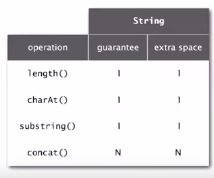 String
operation guarantee extra space
length() 1 1
charAt() 1 1
substring() 1 1
concat() N N